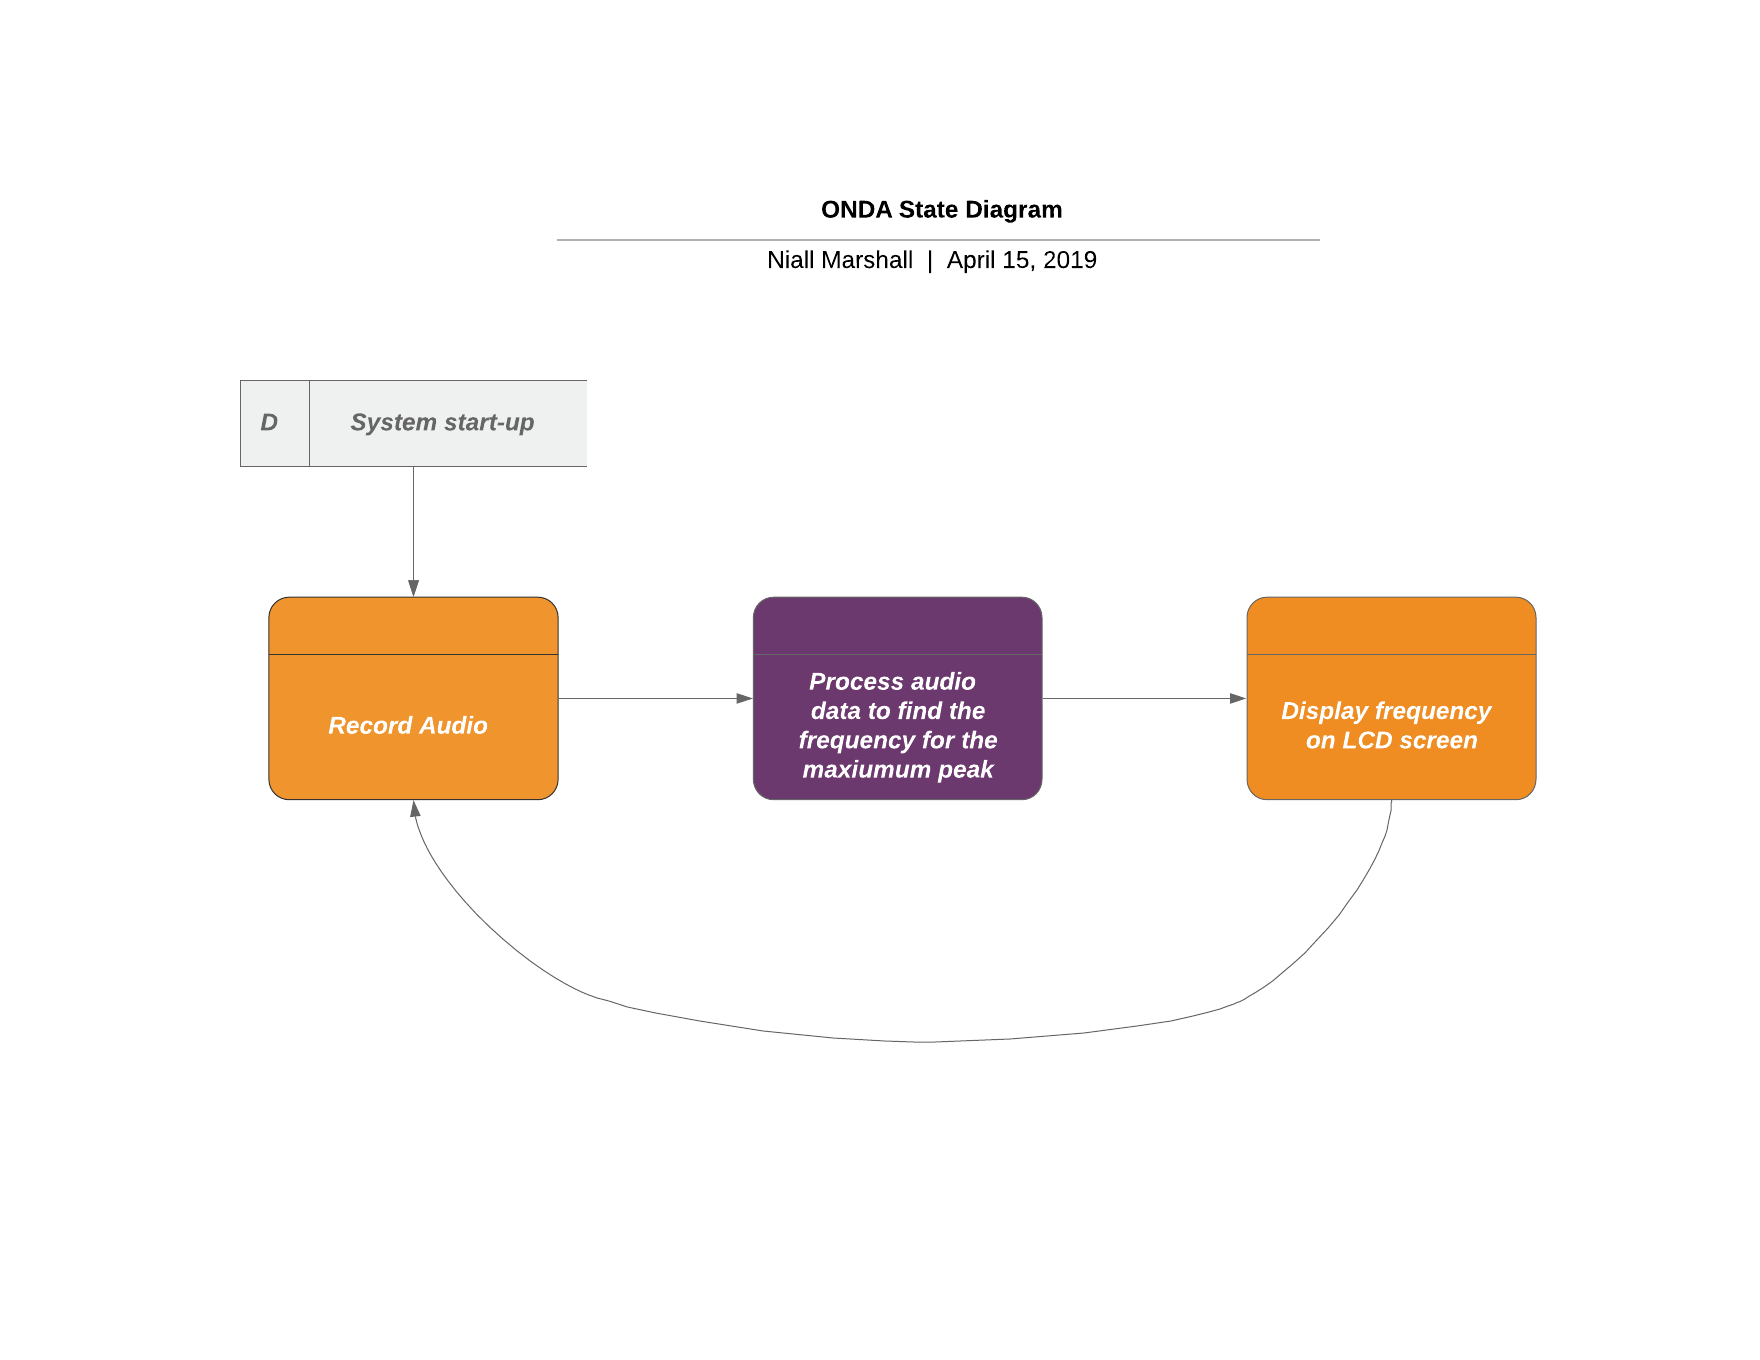 ONDA State Diagram
Niall Marshall | April 15, 2019
D
System start-up
Record Audio
Process audio
data to find the
frequency for the
maxiumum peak
Display frequency
on LCD screen